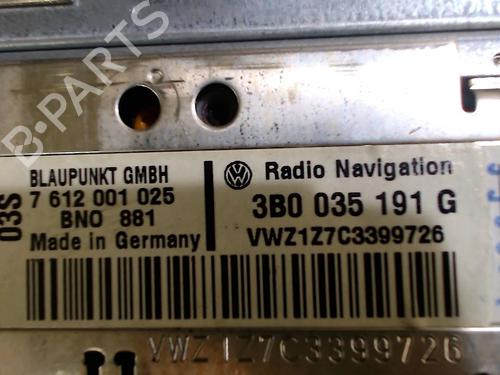 B-PARTS
BLAUPUNKT GMBH
7 612 001 025
BNO 881
Made in Germany
03S
Radio Navigation
3B0 035 191 G
VWZ1Z7C3399726
VWZ1Z7C3399726